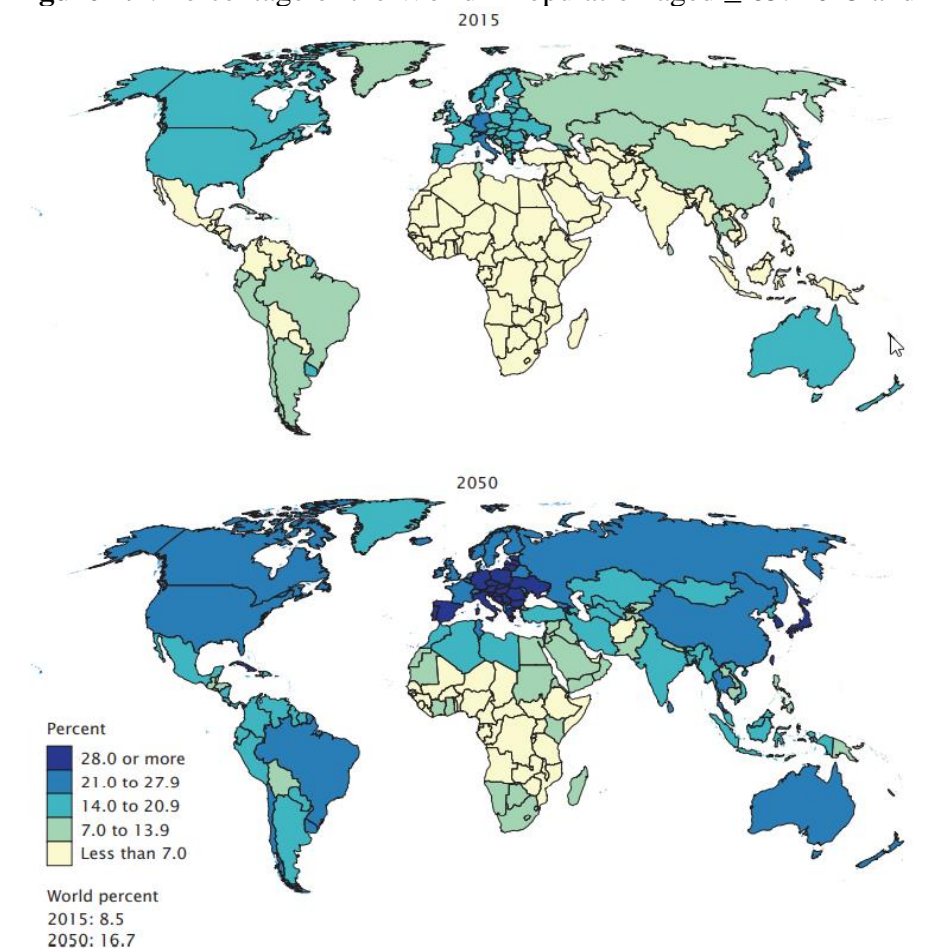 2015
2050
Percent
28.0 or more
21.0 to 27.9
14.0 to 20.9
7.0 to 13.9
Less than 7.0
World percent
2015: 8.5
2050: 16.7